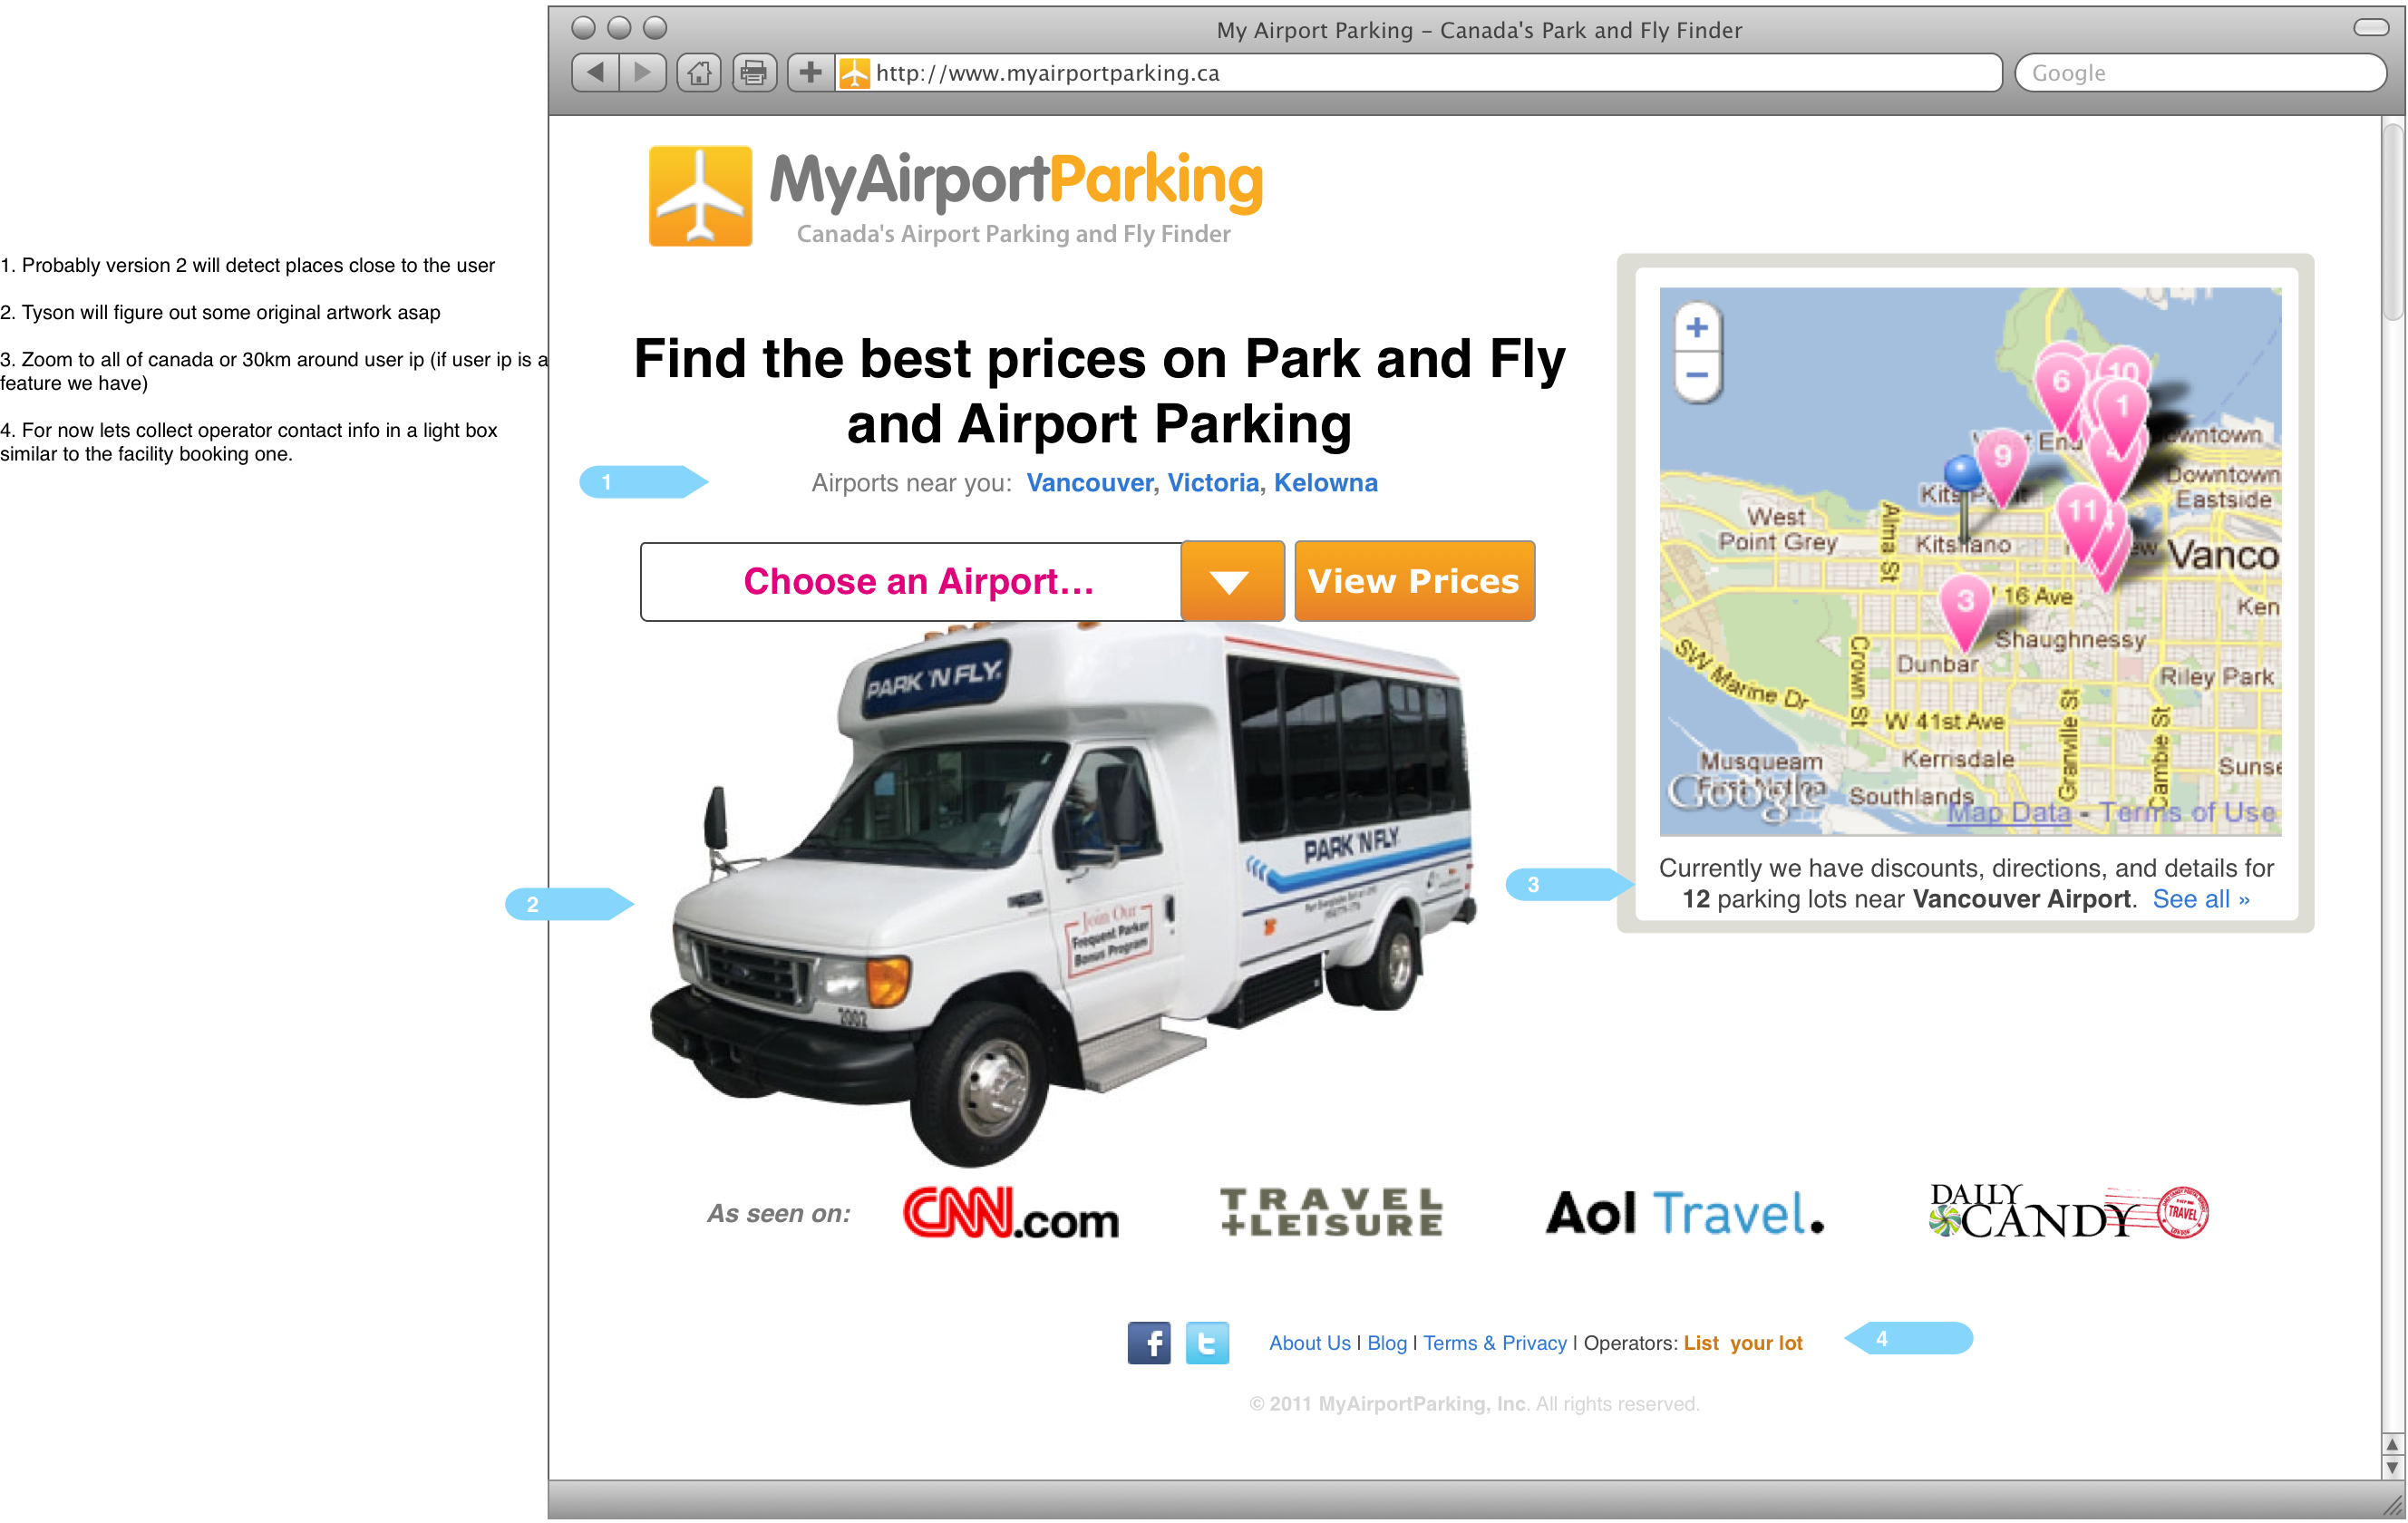 My Airport Parking – Canada's Park and Fly Finder
http://www.myairportparking.ca
Google
MyAirportParking
Canada's Airport Parking and Fly Finder
1. Probably version 2 will detect places close to the user
2. Tyson will figure out some original artwork asap
3. Zoom to all of canada or 30km around user ip (if user ip is a
feature we have)
4. For now lets collect operator contact info in a light box
similar to the facility booking one.
Find the best prices on Park and Fly
and Airport Parking
1
Airports near you: Vancouver, Victoria, Kelowna
Choose an Airport...
View Prices
PARK 'N FLY
PARK 'N FLY
Join Our
Frequent Parker
Bonus Program
2002
2
+
−
6
10
1
9
11
3
West End
Downtown
Downtown
Eastside
West
Point Grey
Alma St
Kitsilano
Vanco
16 Ave
Ken
Shaughnessy
Dunbar
Crown St
SW Marine Dr
Riley Park
W 41st Ave
Granville St
Cambie St
Musqueam
Kerrisdale
Sunse
Google
Southlands
Map Data - Terms of Use
3
Currently we have discounts, directions, and details for
12 parking lots near Vancouver Airport. See all »
As seen on:
CNN.com
TRAVEL
+LEISURE
Aol Travel.
DAILY
CANDY
TRAVEL
f
t
About Us | Blog | Terms & Privacy | Operators: List your lot
4
© 2011 MyAirportParking, Inc. All rights reserved.